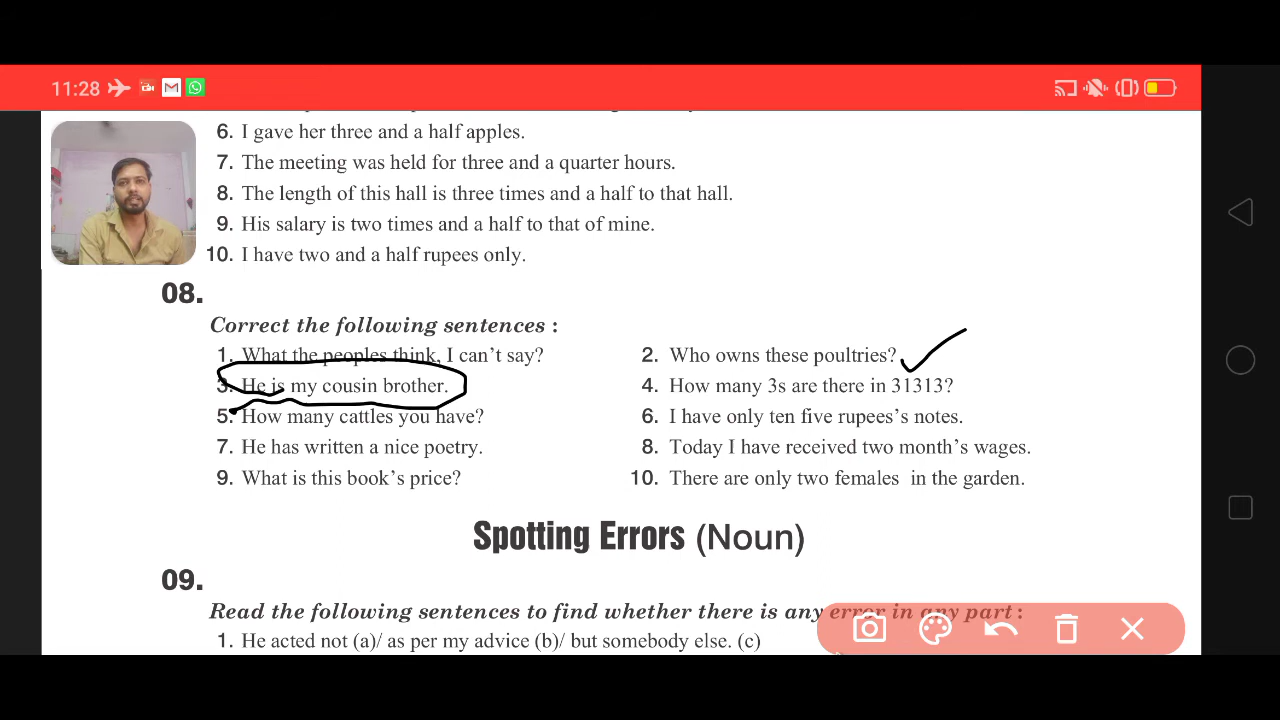 11:28
6. I gave her three and a half apples.
7. The meeting was held for three and a quarter hours.
8. The length of this hall is three times and a half to that hall.
9. His salary is two times and a half to that of mine.
10. I have two and a half rupees only.
08.
Correct the following sentences :
1. What the peoples think, I can't say?
2. Who owns these poultries?
3. He is my cousin brother.
4. How many 3s are there in 31313?
5. How many cattles you have?
6. I have only ten five rupees's notes.
7. He has written a nice poetry.
8. Today I have received two month's wages.
9. What is this book's price?
10. There are only two females in the garden.
Spotting Errors (Noun)
09.
Read the following sentences to find whether there is any error in any part :
1. He acted not (a)/ as per my advice (b)/ but somebody else. (c)